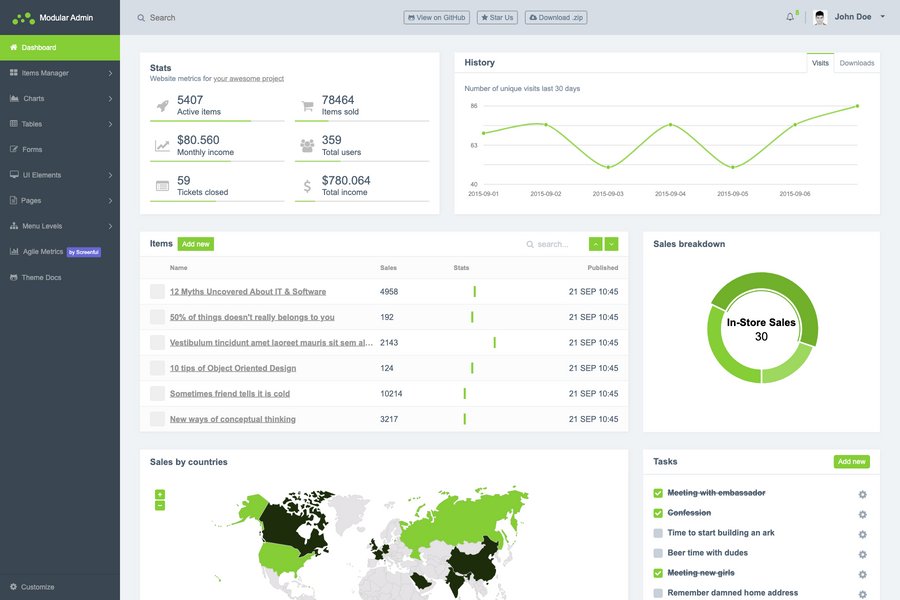 Modular Admin
Search
View on GitHub
Star Us
Download .zip
8
John Doe
Dashboard
Items Manager
Charts
Tables
Forms
UI Elements
Pages
Menu Levels
Agile Metrics by Screenful
Theme Docs
Customize
Stats
Website metrics for your awesome project
5407
Active items
78464
Items sold
$80.560
Monthly income
359
Total users
59
Tickets closed
$780.064
Total income
History
Visits
Downloads
Number of unique visits last 30 days
86
63
40
2015-09-01 2015-09-02 2015-09-03 2015-09-04 2015-09-05 2015-09-06
Items
Add new
search...
Name Sales Stats Published
12 Myths Uncovered About IT & Software 4958 21 SEP 10:45
50% of things doesn't really belongs to you 192 21 SEP 10:45
Vestibulum tincidunt amet laoreet mauris sit sem al... 2143 21 SEP 10:45
10 tips of Object Oriented Design 124 21 SEP 10:45
Sometimes friend tells it is cold 10214 21 SEP 10:45
New ways of conceptual thinking 3217 21 SEP 10:45
Sales breakdown
In-Store Sales
30
Sales by countries
+
−
Tasks
Add new
Meeting with embassador
Confession
Time to start building an ark
Beer time with dudes
Meeting new girls
Remember damned home address